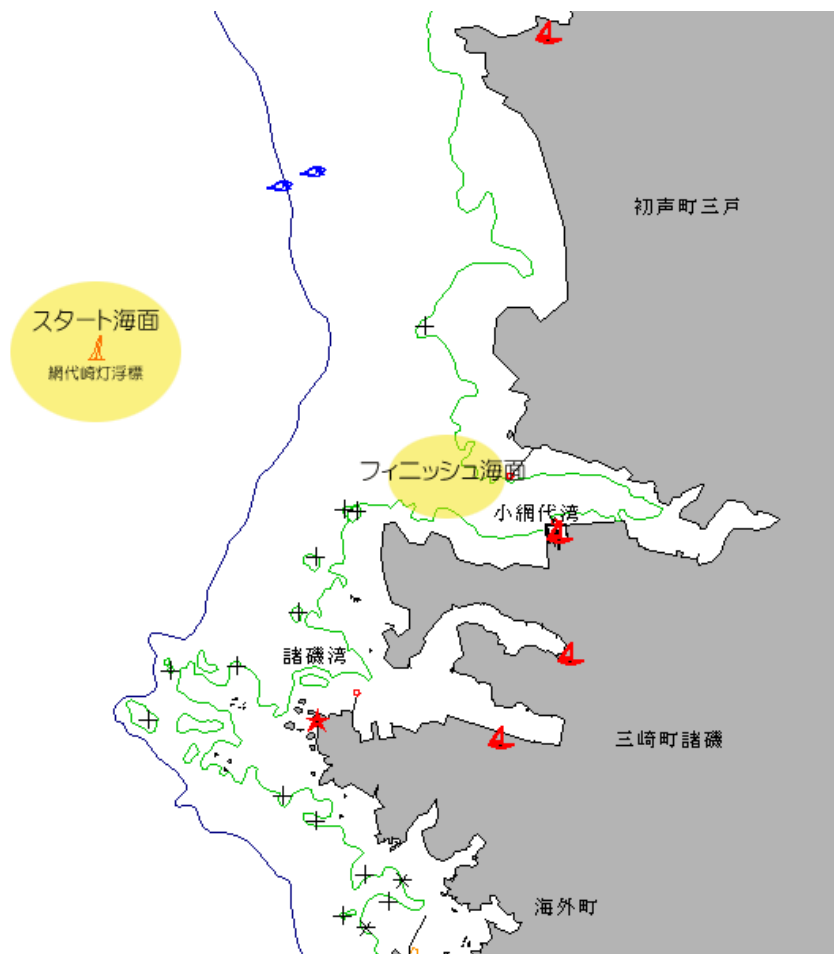 初声町三戸
スタート海面
網代崎灯浮標
フィニッシュ海面
小網代湾
諸磯湾
三崎町諸磯
海外町